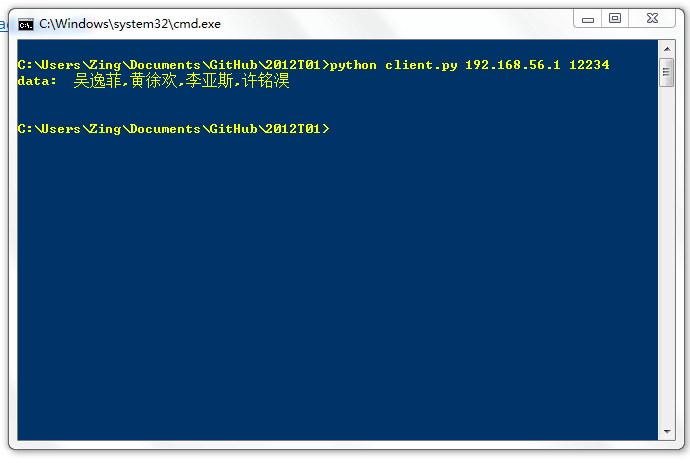 C:\Windows\system32\cmd.exe
C:\Users\Zing\Documents\GitHub\2012T01>python client.py 192.168.56.1 12234
data:  吴逸菲,黄徐欢,李亚斯,许铭淏
C:\Users\Zing\Documents\GitHub\2012T01>